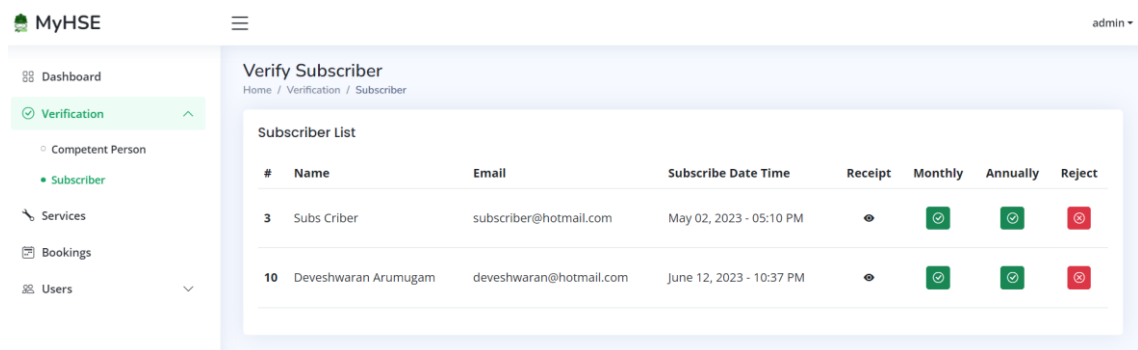 MyHSE
admin
Dashboard
Verification
Competent Person
Subscriber
Services
Bookings
Users
Verify Subscriber
Home / Verification / Subscriber
Subscriber List
# Name Email Subscribe Date Time Receipt Monthly Annually Reject
3 Subs Criber subscriber@hotmail.com May 02, 2023 - 05:10 PM
10 Deveshwaran Arumugam deveshwaran@hotmail.com June 12, 2023 - 10:37 PM